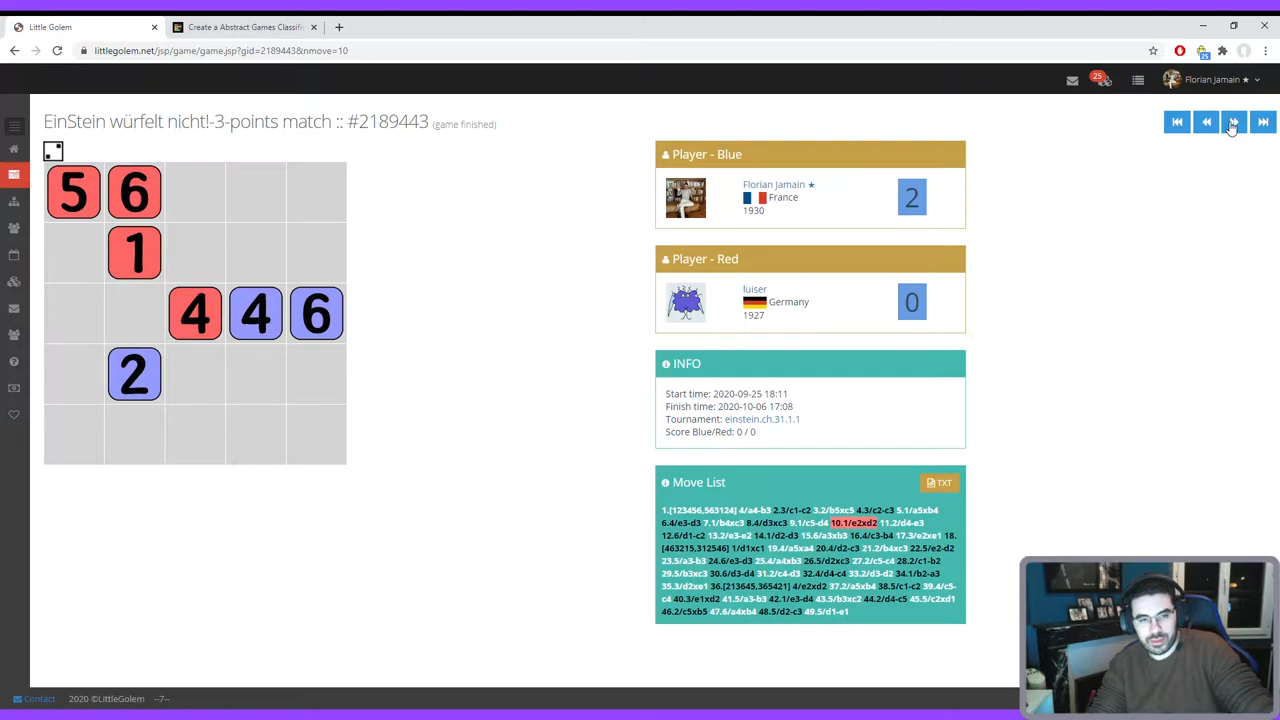 Little Golem
Create a Abstract Games Classifi
littlegolem.net/jsp/game/game.jsp?gid=2189443&nmove=10
25
25
Florian Jamain ★
EinStein würfelt nicht!-3-points match :: #2189443 (game finished)
5 6
1
4 4 6
2
Player - Blue
Florian Jamain ★
France
1930
2
Player - Red
luiser
Germany
1927
0
INFO
Start time: 2020-09-25 18:11
Finish time: 2020-10-06 17:08
Tournament: einstein.ch.31.1.1
Score Blue/Red: 0 / 0
Move List
TXT
1.[123456,563124] 4/a4-b3 2.3/c1-c2 3.2/b5xc5 4.3/c2-c3 5.1/a5xb4
6.4/e3-d3 7.1/b4xc3 8.4/d3xc3 9.1/c5-d4 10.1/e2xd2 11.2/d4-e3
12.6/d1-c2 13.2/e3-e2 14.1/d2-d3 15.6/a3xb3 16.4/c3-b4 17.3/e2xe1 18.
[463215,312546] 1/d1xc1 19.4/a5xa4 20.4/d2-c3 21.2/b4xc3 22.5/e2-d2
23.5/a3-b3 24.6/e3-d3 25.4/a4xb3 26.5/d2xc3 27.2/c5-c4 28.2/c1-b2
29.5/b3xc3 30.6/d3-d4 31.2/c4-d3 32.4/d4-c4 33.2/d3-d2 34.1/b2-a3
35.3/d2xe1 36.[213645,365421] 4/e2xd2 37.2/a5xb4 38.5/c1-c2 39.4/c5-
c4 40.3/e1xd2 41.5/a3-b3 42.1/e3-d4 43.5/b3xc2 44.2/d4-c5 45.5/c2xd1
46.2/c5xb5 47.6/a4xb4 48.5/d2-c3 49.5/d1-e1
Contact
2020 ©LittleGolem --7--